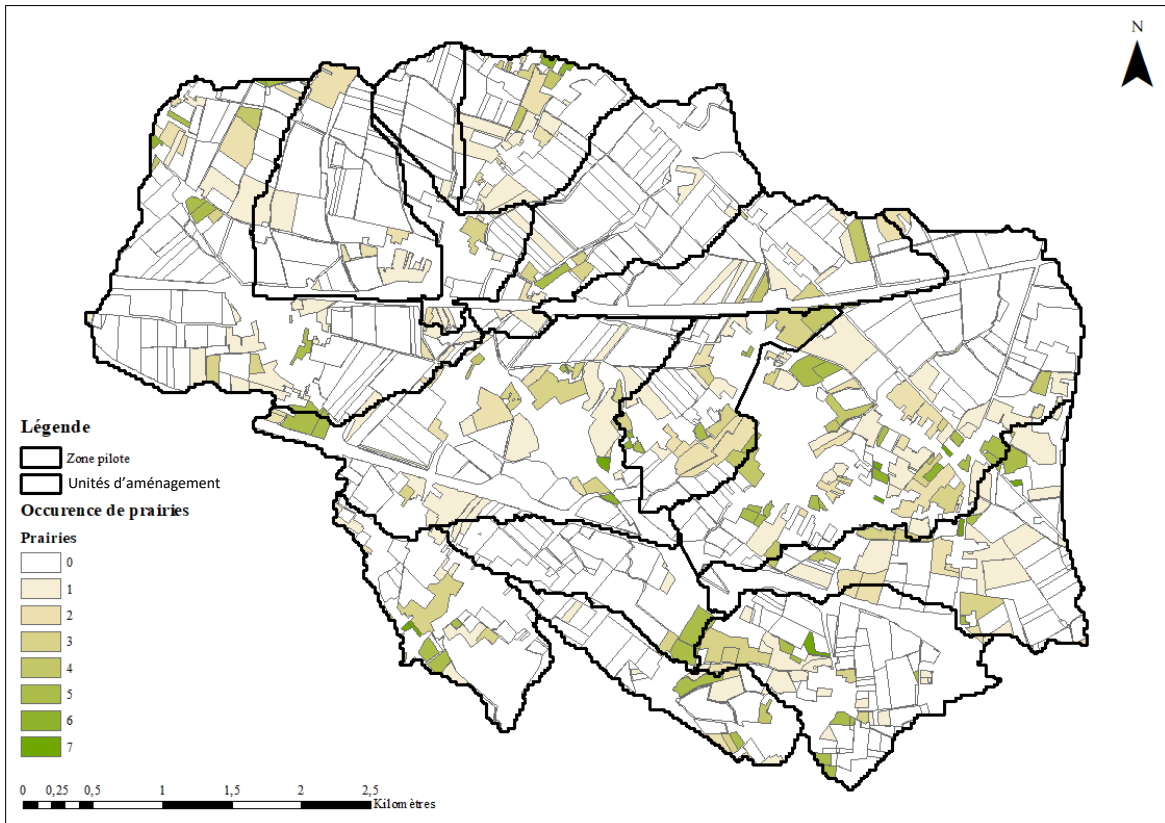 N
Légende
Zone pilote
Unités d’aménagement
Occurence de prairies
Prairies
0
1
2
3
4
5
6
7
0 0,25 0,5 1 1,5 2 2,5
Kilomètres